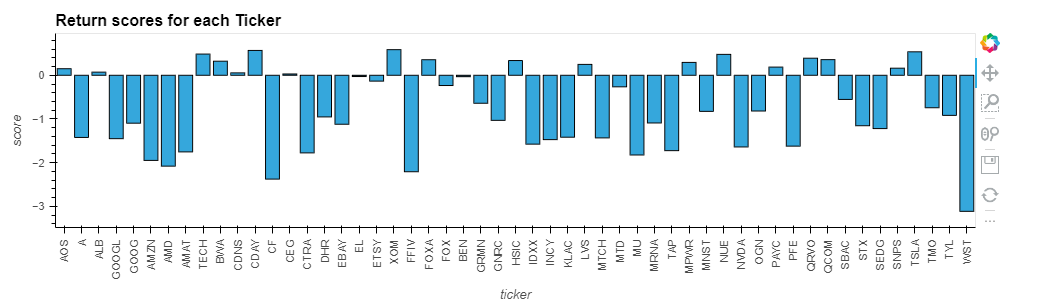 Return scores for each Ticker
score
0
−1
−2
−3
AOS
A
ALB
GOOGL
GOOG
AMZN
AMD
AMAT
TECH
BWA
CDNS
CDAY
CF
CEG
CTRA
DHR
EBAY
EL
ETSY
XOM
FFIV
FOXA
FOX
BEN
GRMN
GNRC
HSIC
IDXX
INCY
KLAC
LVS
MTCH
MTD
MU
MRNA
TAP
MPWR
MNST
NUE
NVDA
OGN
PAYC
PFE
QRVO
QCOM
SBAC
STX
SEDG
SNPS
TSLA
TMO
TYL
WST
ticker